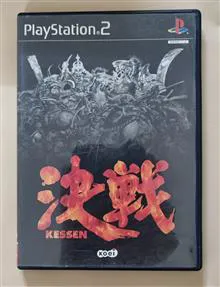 PlayStation 2
決戦
KESSEN
KOEI